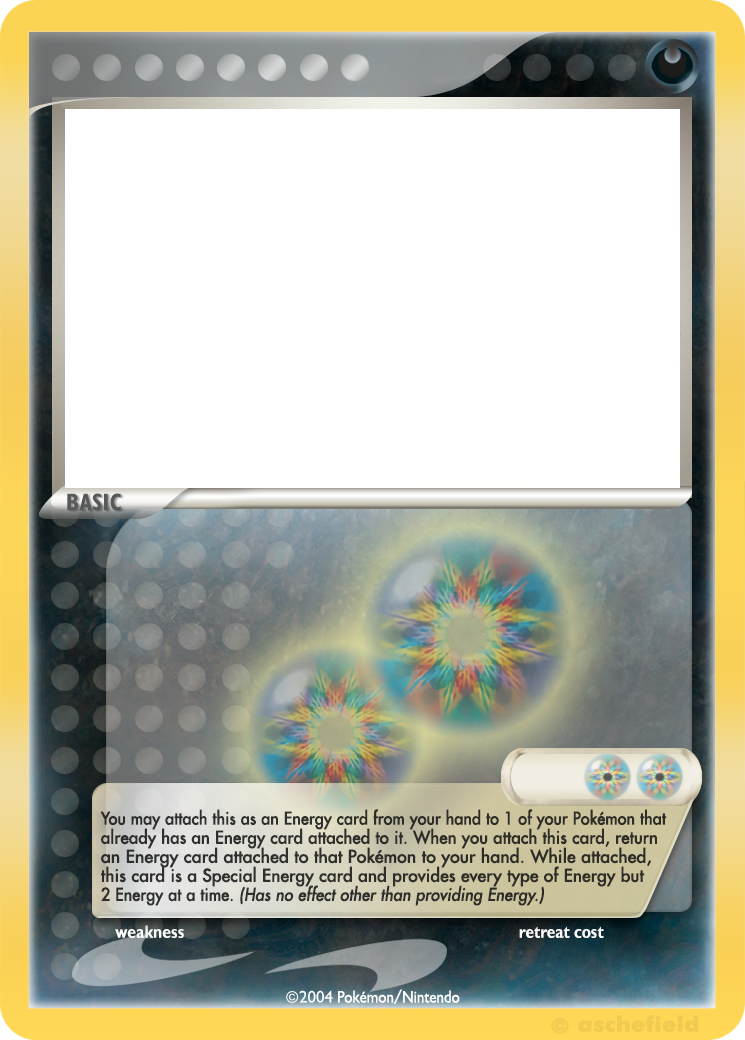 BASIC
You may attach this as an Energy card from your hand to 1 of your Pokémon that
already has an Energy card attached to it. When you attach this card, return
an Energy card attached to that Pokémon to your hand. While attached,
this card is a Special Energy card and provides every type of Energy but
2 Energy at a time. (Has no effect other than providing Energy.)
weakness retreat cost
©2004 Pokémon/Nintendo
© aschefield